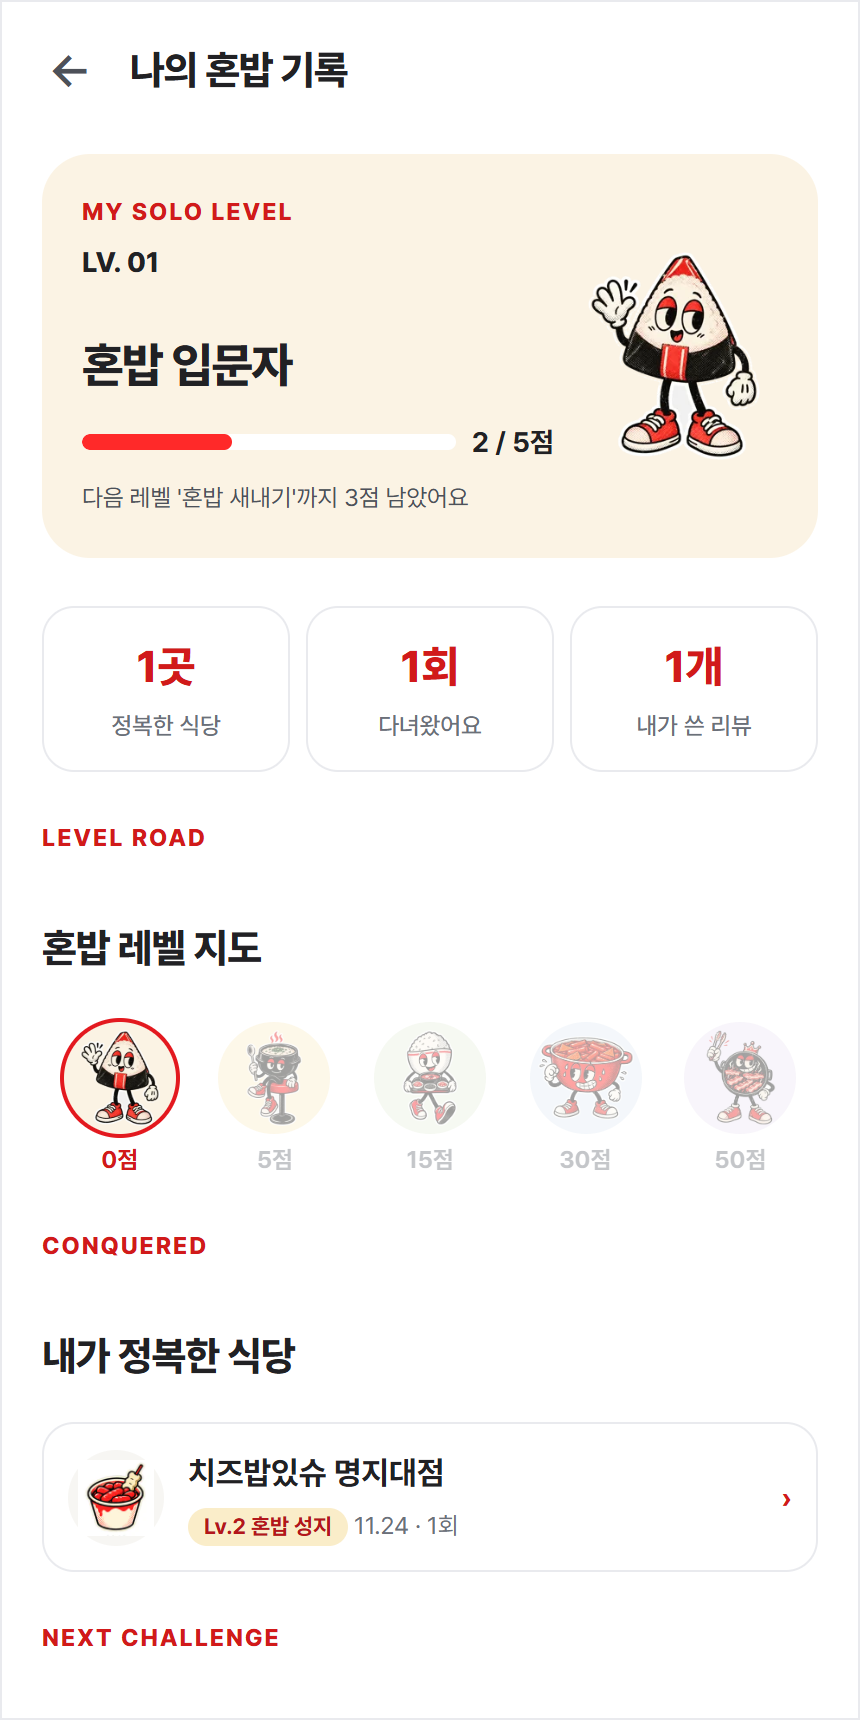 나의 혼밥 기록
MY SOLO LEVEL
LV. 01
혼밥 입문자
2 / 5점
다음 레벨 '혼밥 새내기'까지 3점 남았어요
1곳
정복한 식당
1회
다녀왔어요
1개
내가 쓴 리뷰
LEVEL ROAD
혼밥 레벨 지도
0점
5점
15점
30점
50점
CONQUERED
내가 정복한 식당
치즈밥있슈 명지대점
Lv.2 혼밥 성지 11.24 · 1회
NEXT CHALLENGE